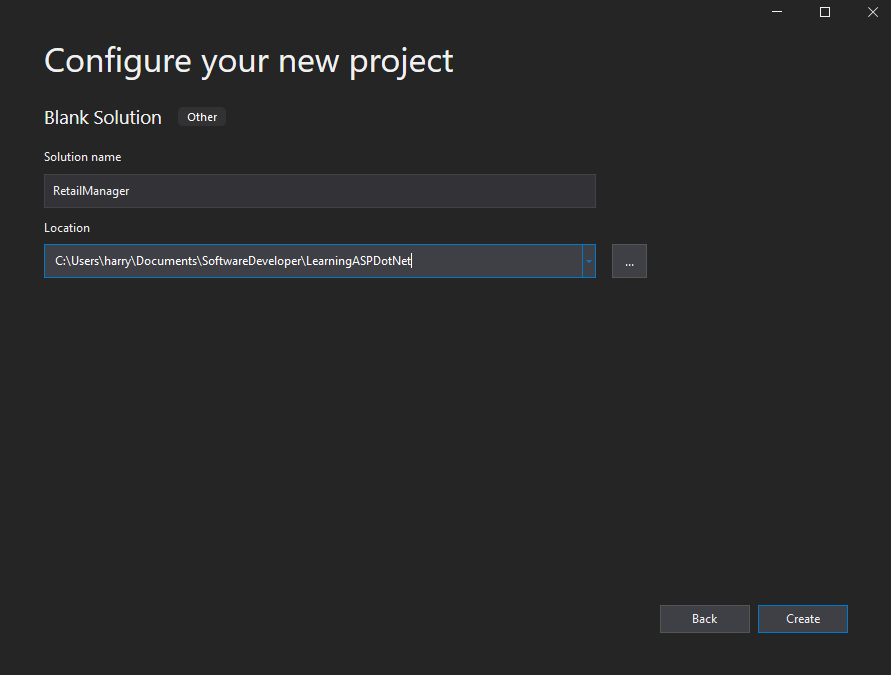 Configure your new project
Blank Solution Other
Solution name
RetailManager
Location
C:\Users\harry\Documents\SoftwareDeveloper\LearningASPDotNet
...
Back Create